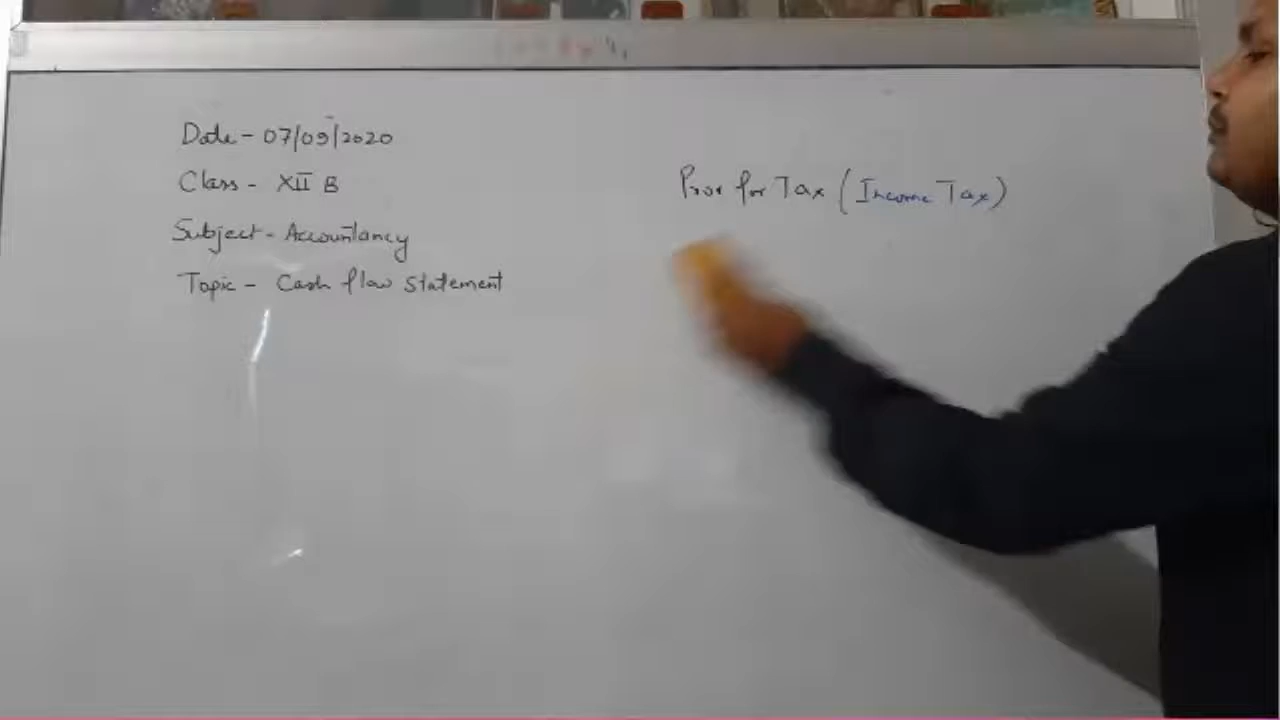 Date - 07/09/2020
Class - XII B
Subject - Accountancy
Topic - Cash flow statement
Prov for Tax (Income Tax)